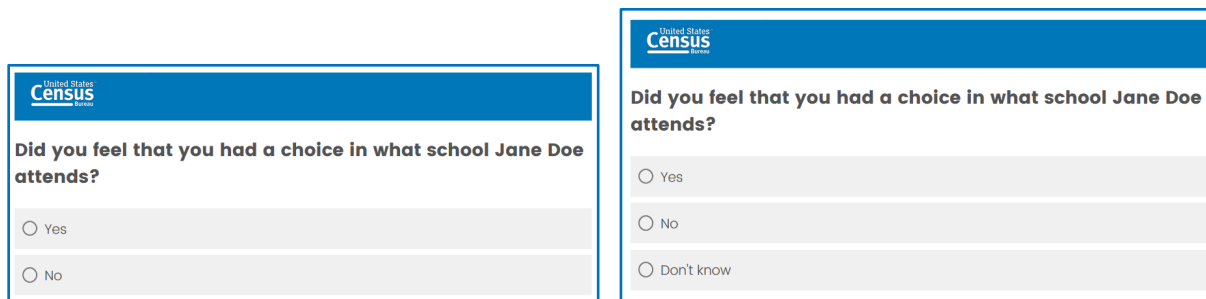 United States
Census
Bureau
Did you feel that you had a choice in what school Jane Doe
attends?
Yes
No
United States
Census
Bureau
Did you feel that you had a choice in what school Jane Doe
attends?
Yes
No
Don't know